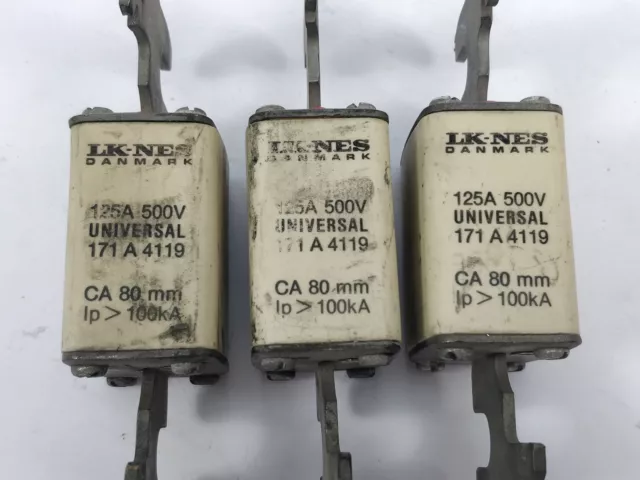 LK-NES
DANMARK
125A 500V
UNIVERSAL
171 A 4119
CA 80 mm
Ip > 100kA
LK-NES
DANMARK
125A 500V
UNIVERSAL
171 A 4119
CA 80 mm
Ip > 100kA
LK-NES
DANMARK
125A 500V
UNIVERSAL
171 A 4119
CA 80 mm
Ip > 100kA